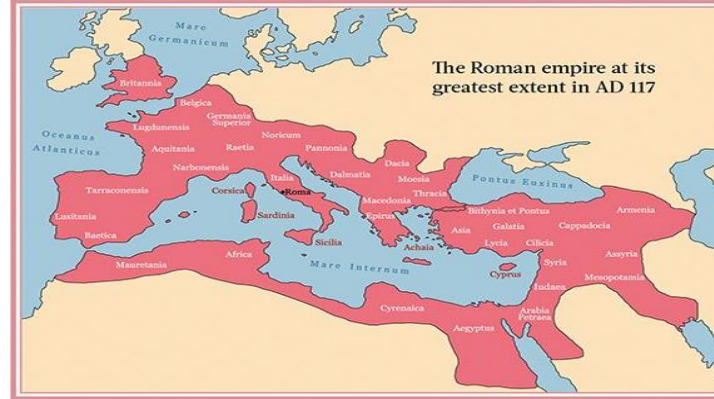 Mare
Germanicum
The Roman empire at its
greatest extent in AD 117
Britannia
Belgica
Germania
Superior
Lugdunensis
Noricum
Oceanus
Atlanticus
Aquitania
Raetia
Pannonia
Dacia
Narbonensis
Italia
Dalmatia
Moesia
Pontus Euxinus
Tarraconensis
Corsica
Roma
Thracia
Macedonia
Bithynia et Pontus
Armenia
Lusitania
Sardinia
Epirus
Asia
Galatia
Cappadocia
Baetica
Sicilia
Achaia
Lycia
Cilicia
Africa
Assyria
Mauretania
Mare Internum
Cyprus
Syria
Mesopotamia
Iudaea
Cyrenaica
Arabia
Petraea
Aegyptus